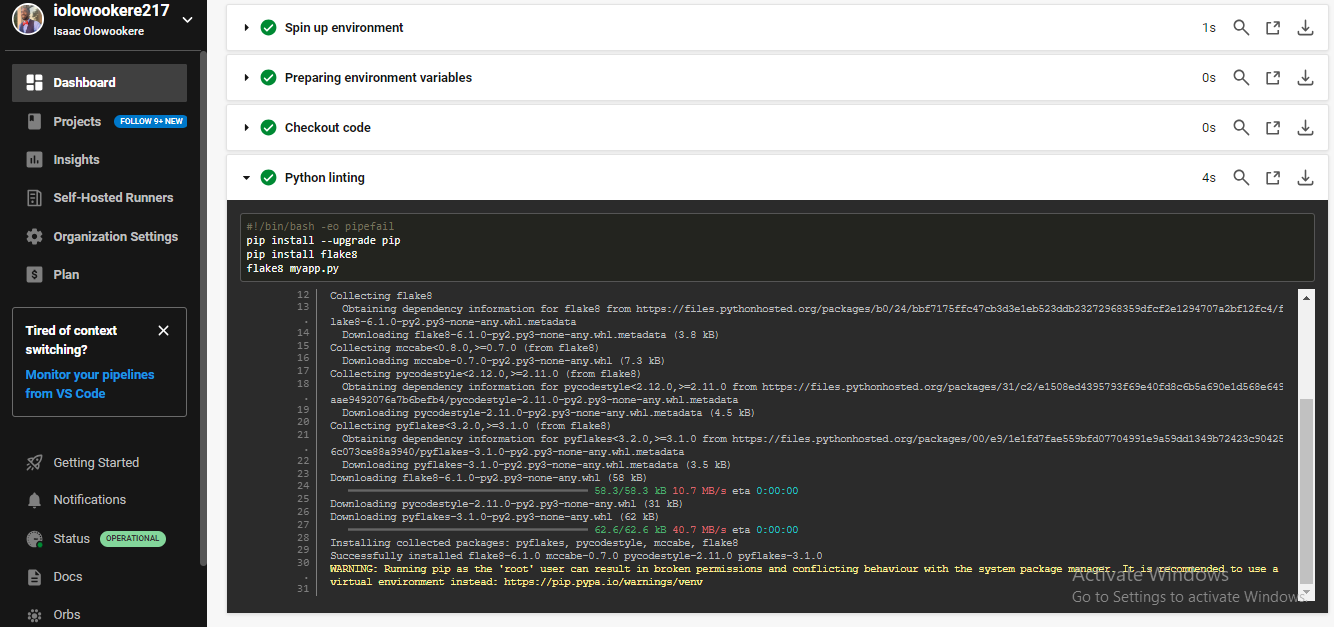 iolowookere217
Isaac Olowookere
Dashboard
Projects FOLLOW 9+ NEW
Insights
Self-Hosted Runners
Organization Settings
Plan
Tired of context
switching?
Monitor your pipelines
from VS Code
Getting Started
Notifications
Status OPERATIONAL
Docs
Orbs
Spin up environment 1s
Preparing environment variables 0s
Checkout code 0s
Python linting 4s
#!/bin/bash -eo pipefail
pip install --upgrade pip
pip install flake8
flake8 myapp.py
12 Collecting flake8
13 Obtaining dependency information for flake8 from https://files.pythonhosted.org/packages/b0/24/bbf7175ffc47cb3d3e1eb523ddb23272968359dfcf2e1294707a2bf12fc4/f
. lake8-6.1.0-py2.py3-none-any.whl.metadata
14 Downloading flake8-6.1.0-py2.py3-none-any.whl.metadata (3.8 kB)
15 Collecting mccabe<0.8.0,>=0.7.0 (from flake8)
16 Downloading mccabe-0.7.0-py2.py3-none-any.whl (7.3 kB)
17 Collecting pycodestyle<2.12.0,>=2.11.0 (from flake8)
18 Obtaining dependency information for pycodestyle<2.12.0,>=2.11.0 from https://files.pythonhosted.org/packages/31/c2/e1508ed4395793f69e40fd8c6b5a690e1d568e649
. aae9492076a7b6befb4/pycodestyle-2.11.0-py2.py3-none-any.whl.metadata
19 Downloading pycodestyle-2.11.0-py2.py3-none-any.whl.metadata (4.5 kB)
20 Collecting pyflakes<3.2.0,>=3.1.0 (from flake8)
21 Obtaining dependency information for pyflakes<3.2.0,>=3.1.0 from https://files.pythonhosted.org/packages/00/e9/1e1fd7fae559bfd07704991e9a59dd1349b72423c90425
. 6c073ce88a9940/pyflakes-3.1.0-py2.py3-none-any.whl.metadata
22 Downloading pyflakes-3.1.0-py2.py3-none-any.whl.metadata (3.5 kB)
23 Downloading flake8-6.1.0-py2.py3-none-any.whl (58 kB)
24 58.3/58.3 kB 10.7 MB/s eta 0:00:00
25 Downloading pycodestyle-2.11.0-py2.py3-none-any.whl (31 kB)
26 Downloading pyflakes-3.1.0-py2.py3-none-any.whl (62 kB)
27 62.6/62.6 kB 40.7 MB/s eta 0:00:00
28 Installing collected packages: pyflakes, pycodestyle, mccabe, flake8
29 Successfully installed flake8-6.1.0 mccabe-0.7.0 pycodestyle-2.11.0 pyflakes-3.1.0
30 WARNING: Running pip as the 'root' user can result in broken permissions and conflicting behaviour with the system package manager. It is recommended to use a
. virtual environment instead: https://pip.pypa.io/warnings/venv
31
Activate Windows
Go to Settings to activate Windows.